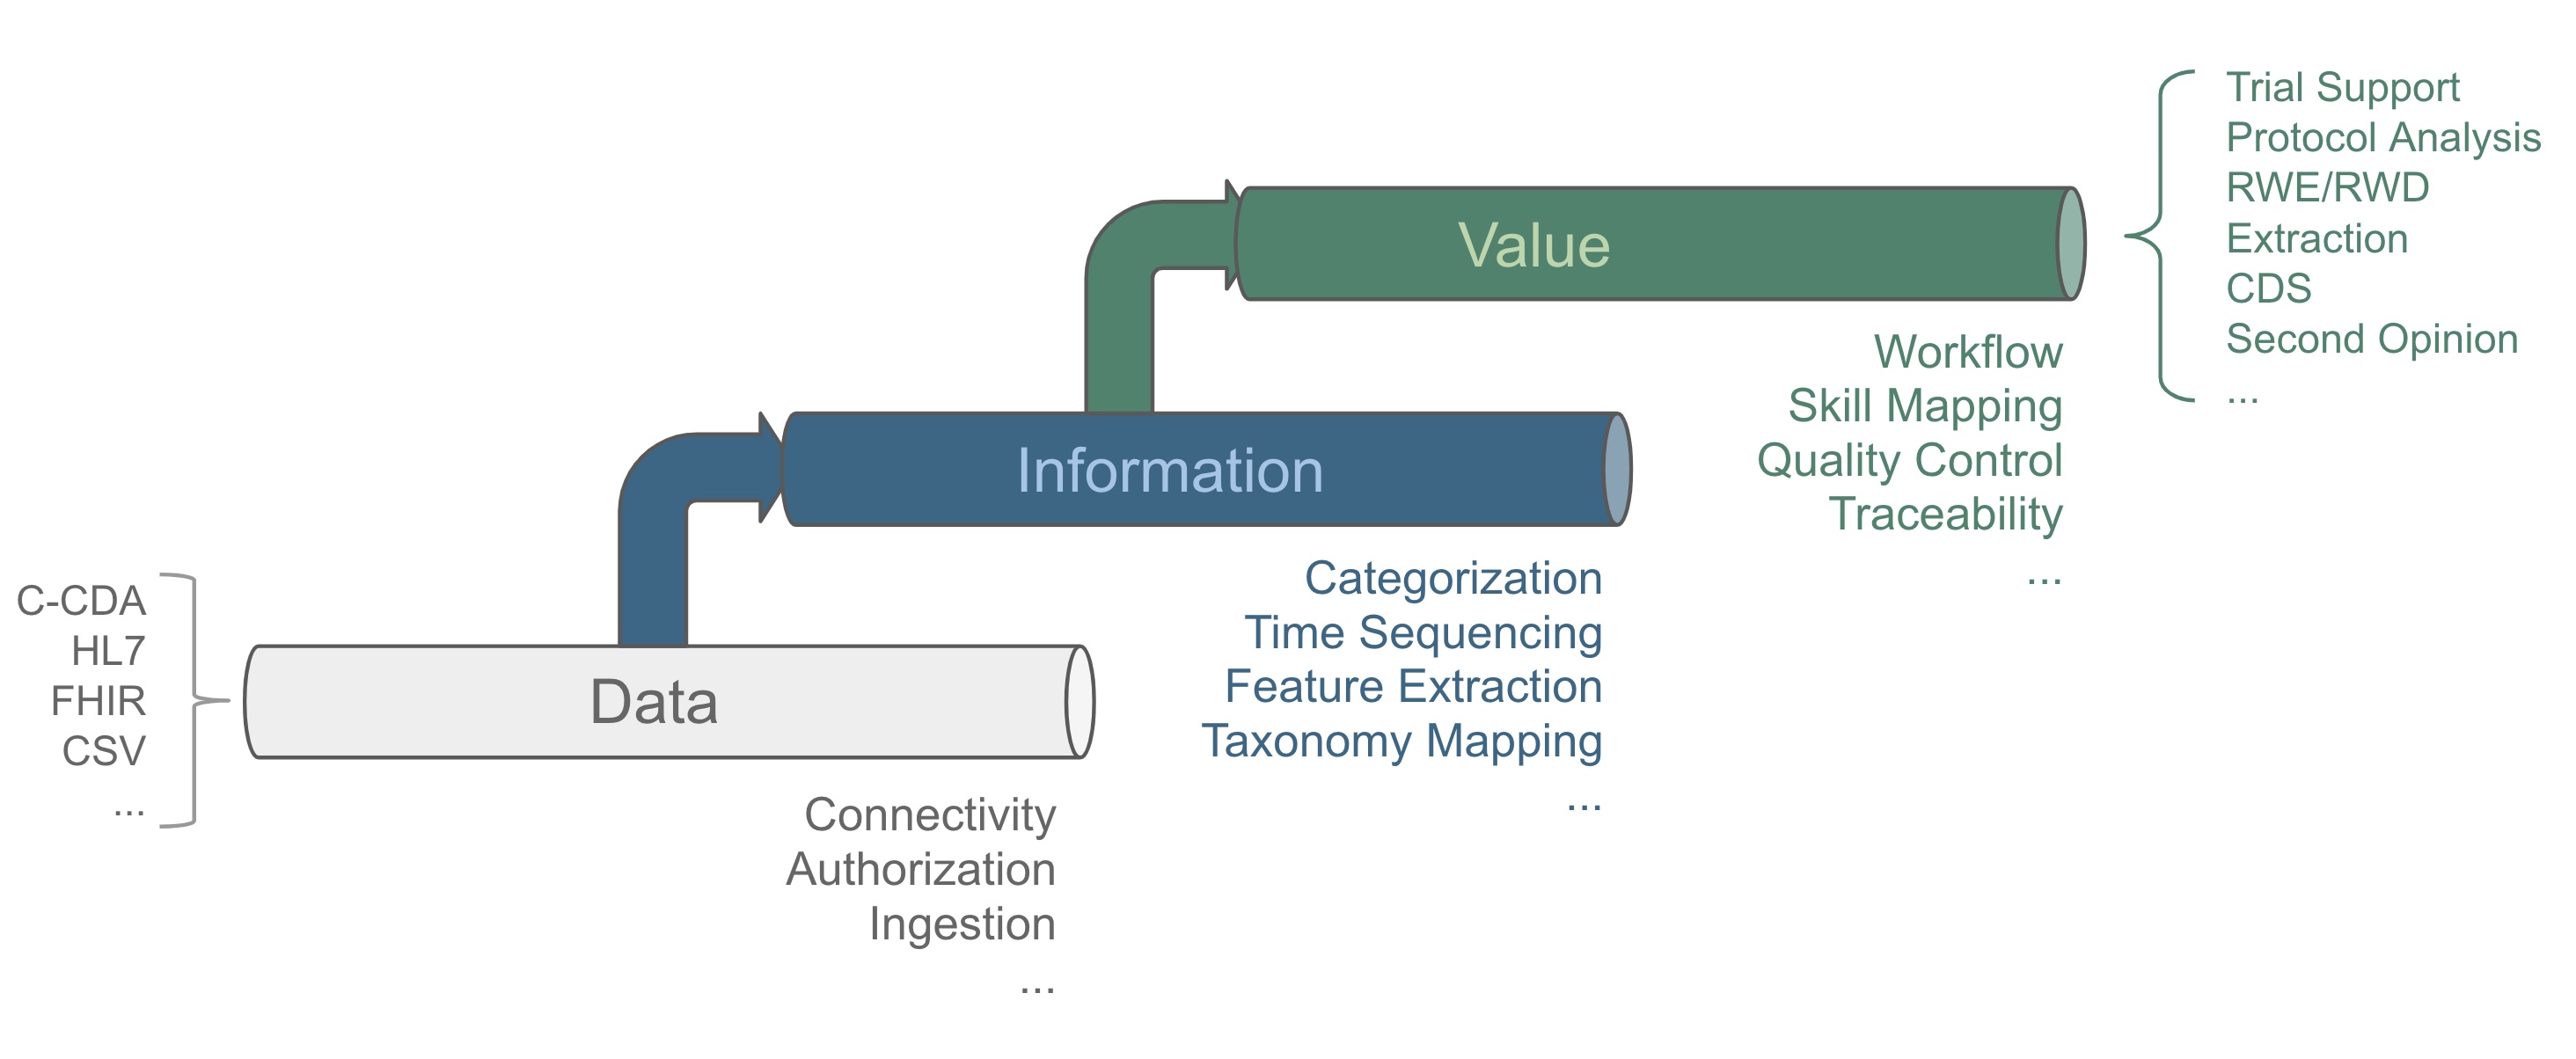 C-CDA
HL7
FHIR
CSV
...
Data
Connectivity
Authorization
Ingestion
...
Information
Categorization
Time Sequencing
Feature Extraction
Taxonomy Mapping
...
Value
Workflow
Skill Mapping
Quality Control
Traceability
...
Trial Support
Protocol Analysis
RWE/RWD
Extraction
CDS
Second Opinion
...